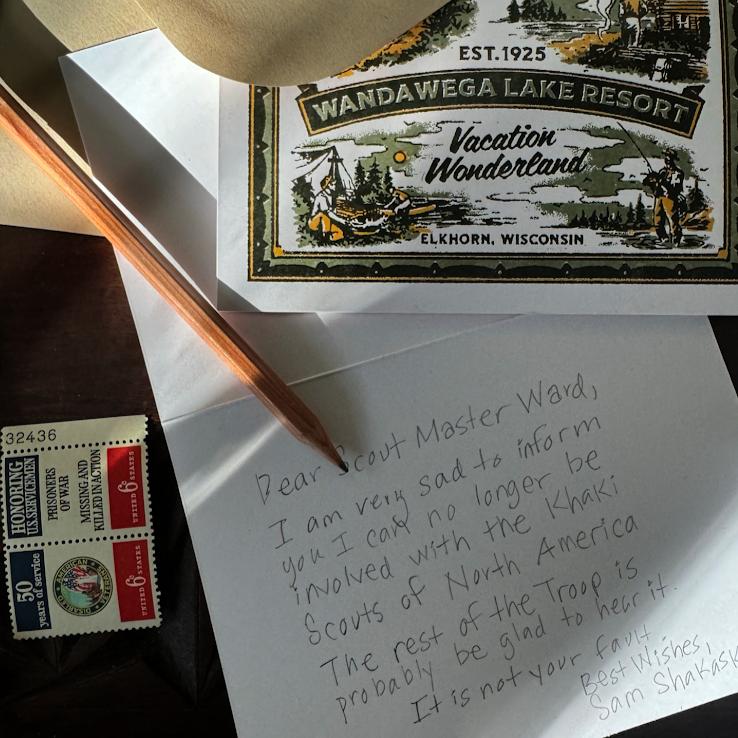 EST. 1925
WANDAWEGA LAKE RESORT
Vacation
Wonderland
ELKHORN, WISCONSIN
Dear Scout Master Ward,
I am very sad to inform
you I can no longer be
involved with the Khaki
Scouts of North America
The rest of the Troop is
probably be glad to hear it.
It is not your fault
Best Wishes,
Sam Shakask
32436
HONORING
U.S. SERVICEMEN
PRISONERS
OF WAR
MISSING AND
KILLED IN ACTION
UNITED STATES
6c
50
years of service
DISABLED AMERICAN VETERANS
UNITED STATES
6c